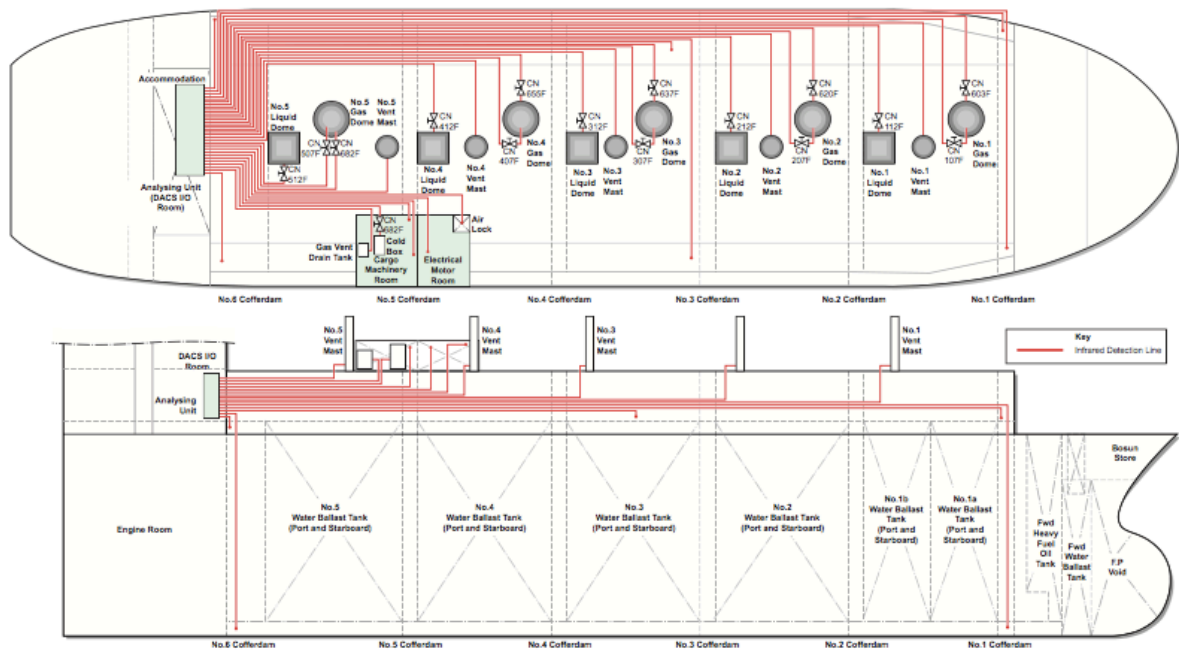 Accommodation
No.5
Liquid
Dome
No.5
Gas
Dome
No.5
Vent
Mast
CN
412F
CN
655F
CN
312F
CN
637F
CN
212F
CN
620F
CN
112F
CN
603F
CN
507F
CN
682F
CN
512F
No.4
Liquid
Dome
No.4
Vent
Mast
CN
407F
No.4
Gas
Dome
No.3
Liquid
Dome
No.3
Vent
Mast
CN
307F
No.3
Gas
Dome
No.2
Liquid
Dome
No.2
Vent
Mast
CN
207F
No.2
Gas
Dome
No.1
Liquid
Dome
No.1
Vent
Mast
CN
107F
No.1
Gas
Dome
Analysing Unit
(DACS I/O
Room)
CN
682F
Air
Lock
Gas Vent
Drain Tank
Cold
Box
Cargo
Machinery
Room
Electrical
Motor
Room
No.6 Cofferdam
No.5 Cofferdam
No.4 Cofferdam
No.3 Cofferdam
No.2 Cofferdam
No.1 Cofferdam
DACS I/O
Room
No.5
Vent
Mast
No.4
Vent
Mast
No.3
Vent
Mast
No.1
Vent
Mast
Key
Infrared Detection Line
Analysing
Unit
Bosun
Store
Engine Room
No.5
Water Ballast Tank
(Port and Starboard)
No.4
Water Ballast Tank
(Port and Starboard)
No.3
Water Ballast Tank
(Port and Starboard)
No.2
Water Ballast Tank
(Port and Starboard)
No.1b
Water Ballast
Tank
(Port and
Starboard)
No.1a
Water Ballast
Tank
(Port and
Starboard)
Fwd
Heavy
Fuel
Oil
Tank
Fwd
Water
Ballast
Tank
F.P
Void
No.6 Cofferdam
No.5 Cofferdam
No.4 Cofferdam
No.3 Cofferdam
No.2 Cofferdam
No.1 Cofferdam